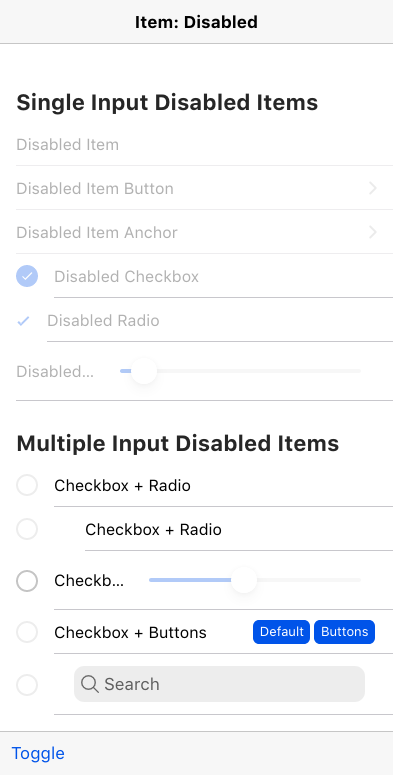 Item: Disabled
Single Input Disabled Items
Disabled Item
Disabled Item Button
Disabled Item Anchor
Disabled Checkbox
Disabled Radio
Disabled...
Multiple Input Disabled Items
Checkbox + Radio
Checkbox + Radio
Checkb...
Checkbox + Buttons Default Buttons
Search
Toggle